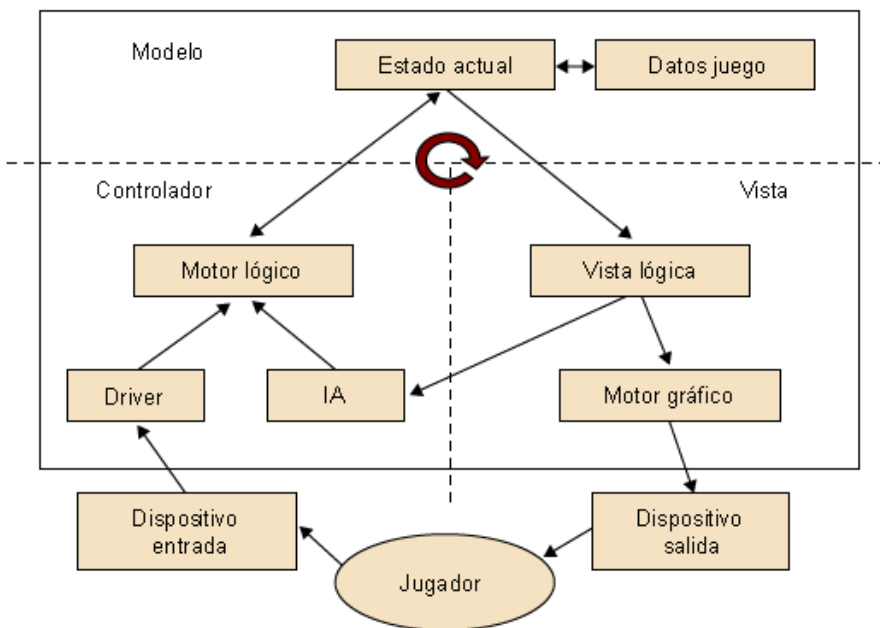 Modelo
Estado actual
Datos juego
Controlador
Vista
Motor lógico
Vista lógica
Driver
IA
Motor gráfico
Dispositivo
entrada
Dispositivo
salida
Jugador